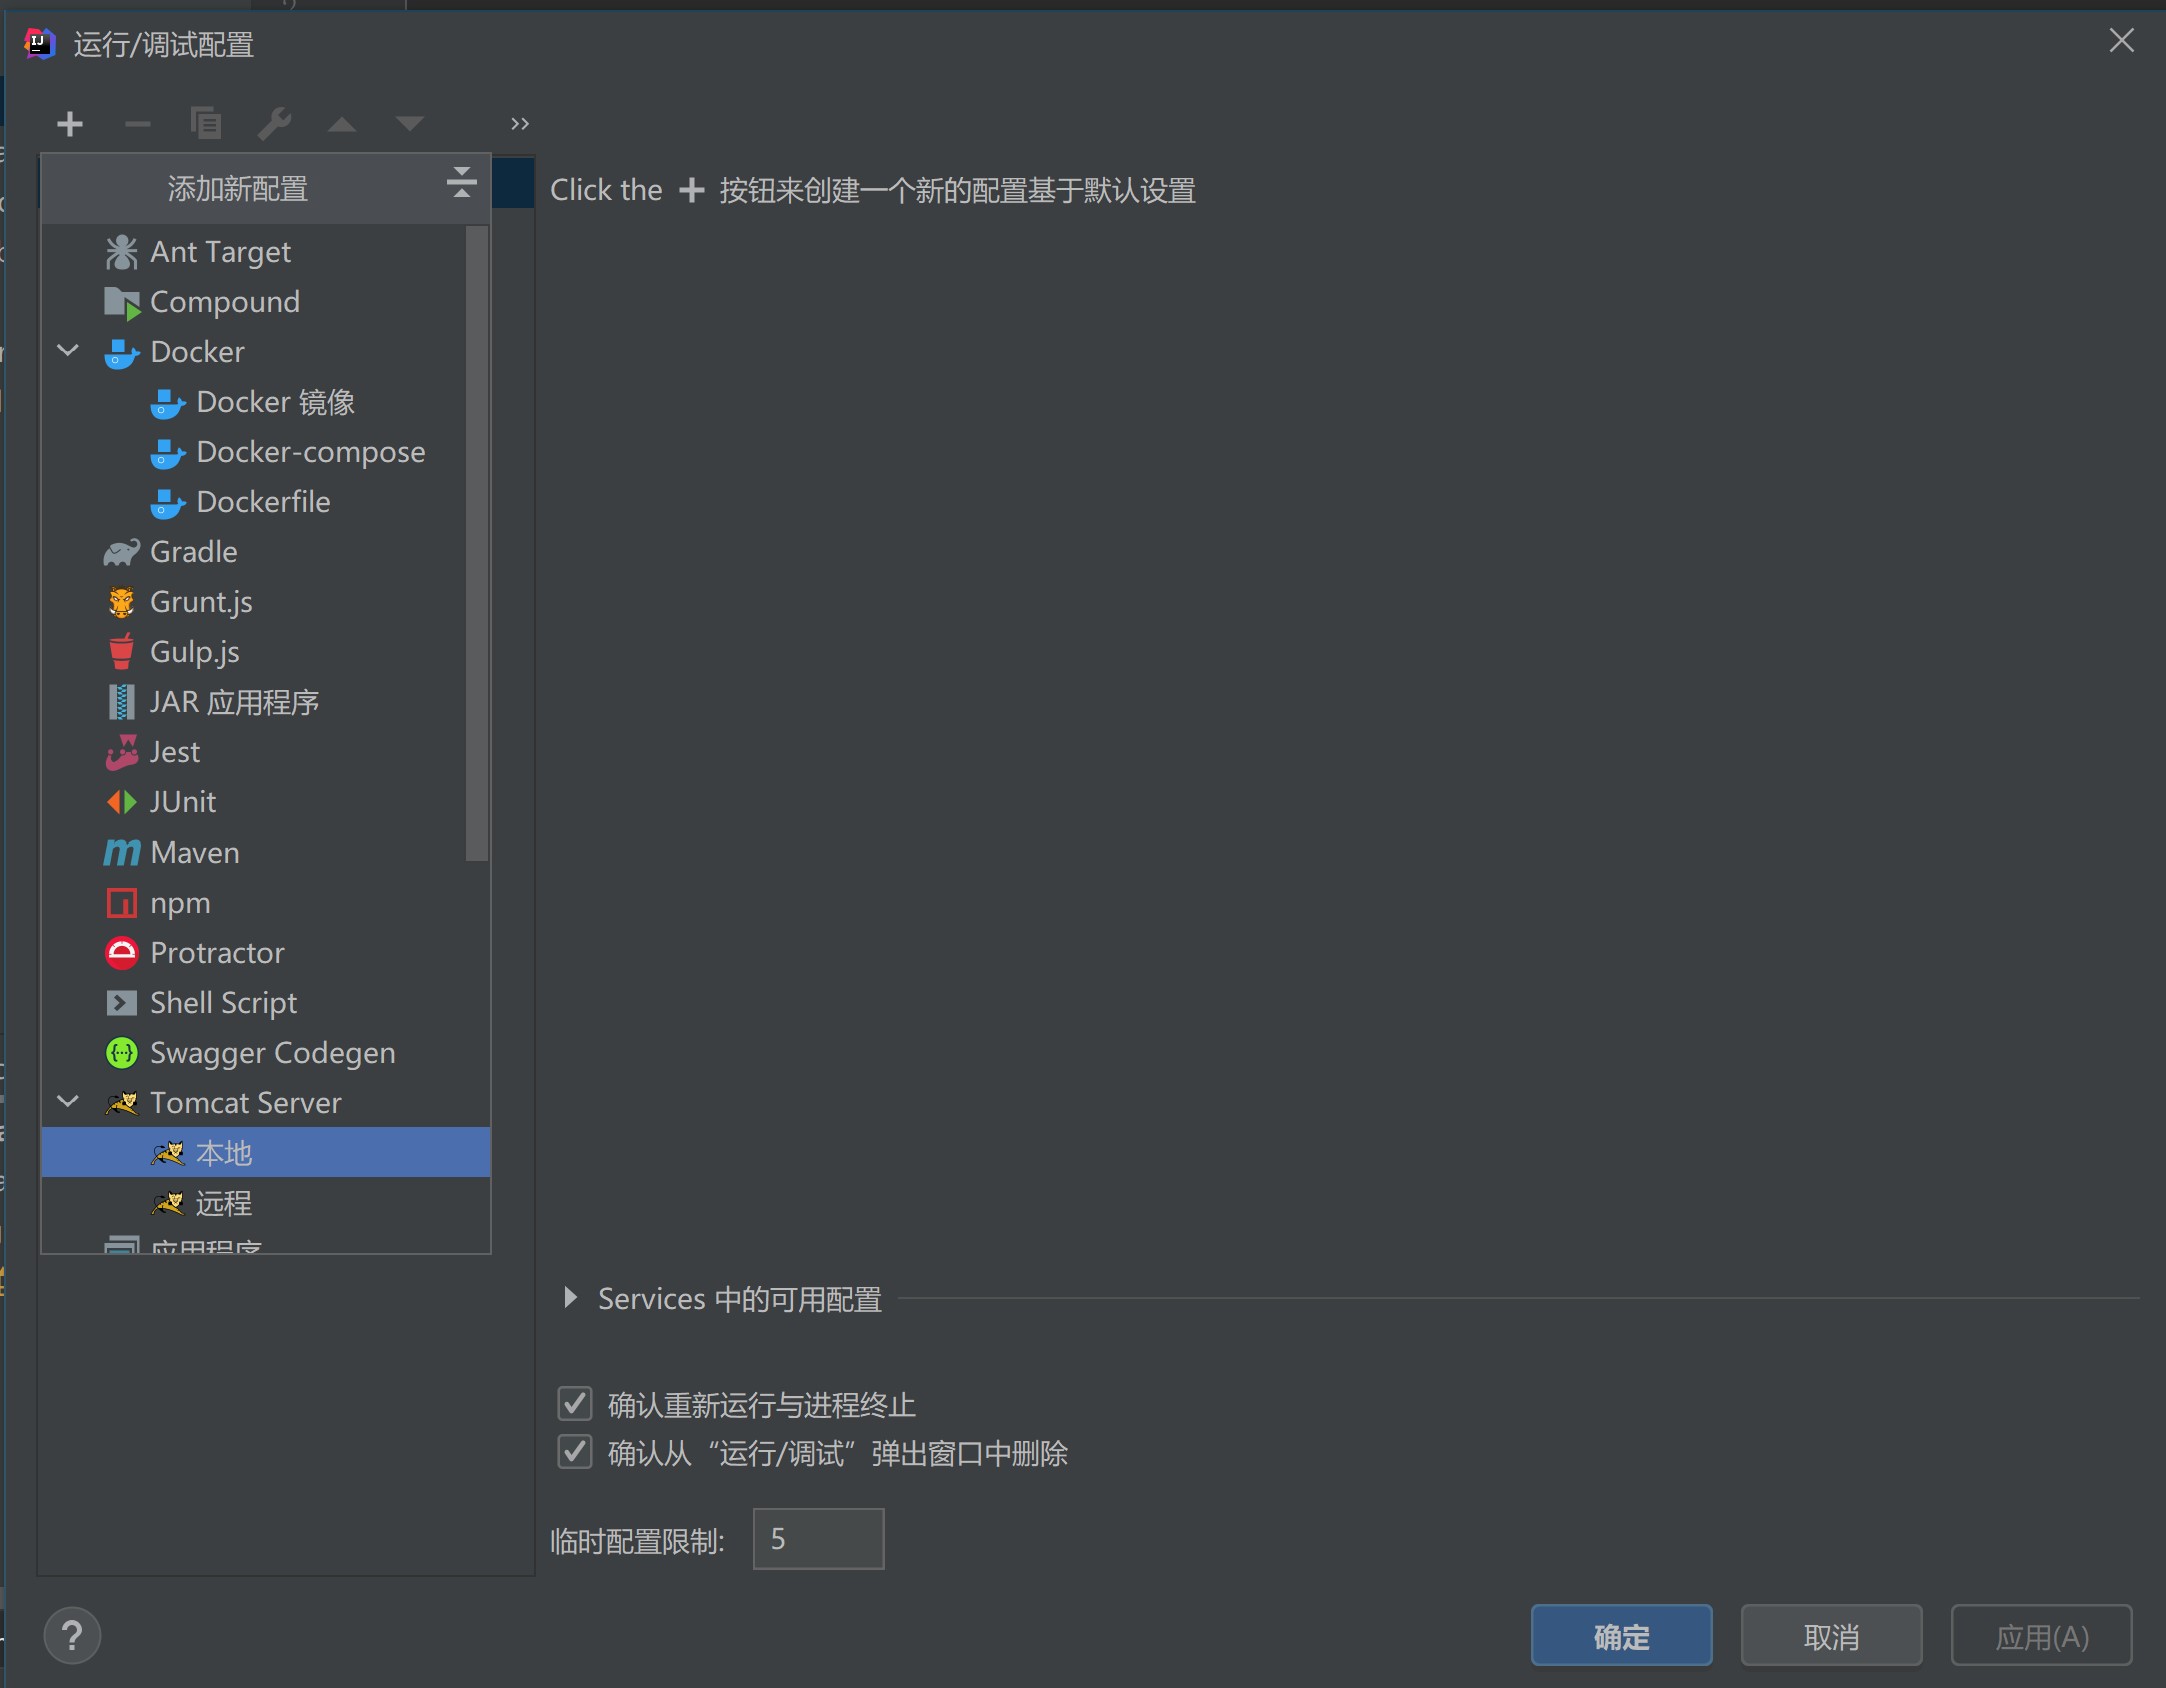 运行/调试配置
添加新配置
Ant Target
Compound
Docker
Docker 镜像
Docker-compose
Dockerfile
Gradle
Grunt.js
Gulp.js
JAR 应用程序
Jest
JUnit
Maven
npm
Protractor
Shell Script
Swagger Codegen
Tomcat Server
本地
远程
应用程序
Click the + 按钮来创建一个新的配置基于默认设置
Services 中的可用配置
确认重新运行与进程终止
确认从“运行/调试”弹出窗口中删除
临时配置限制: 5
?
确定
取消
应用(A)